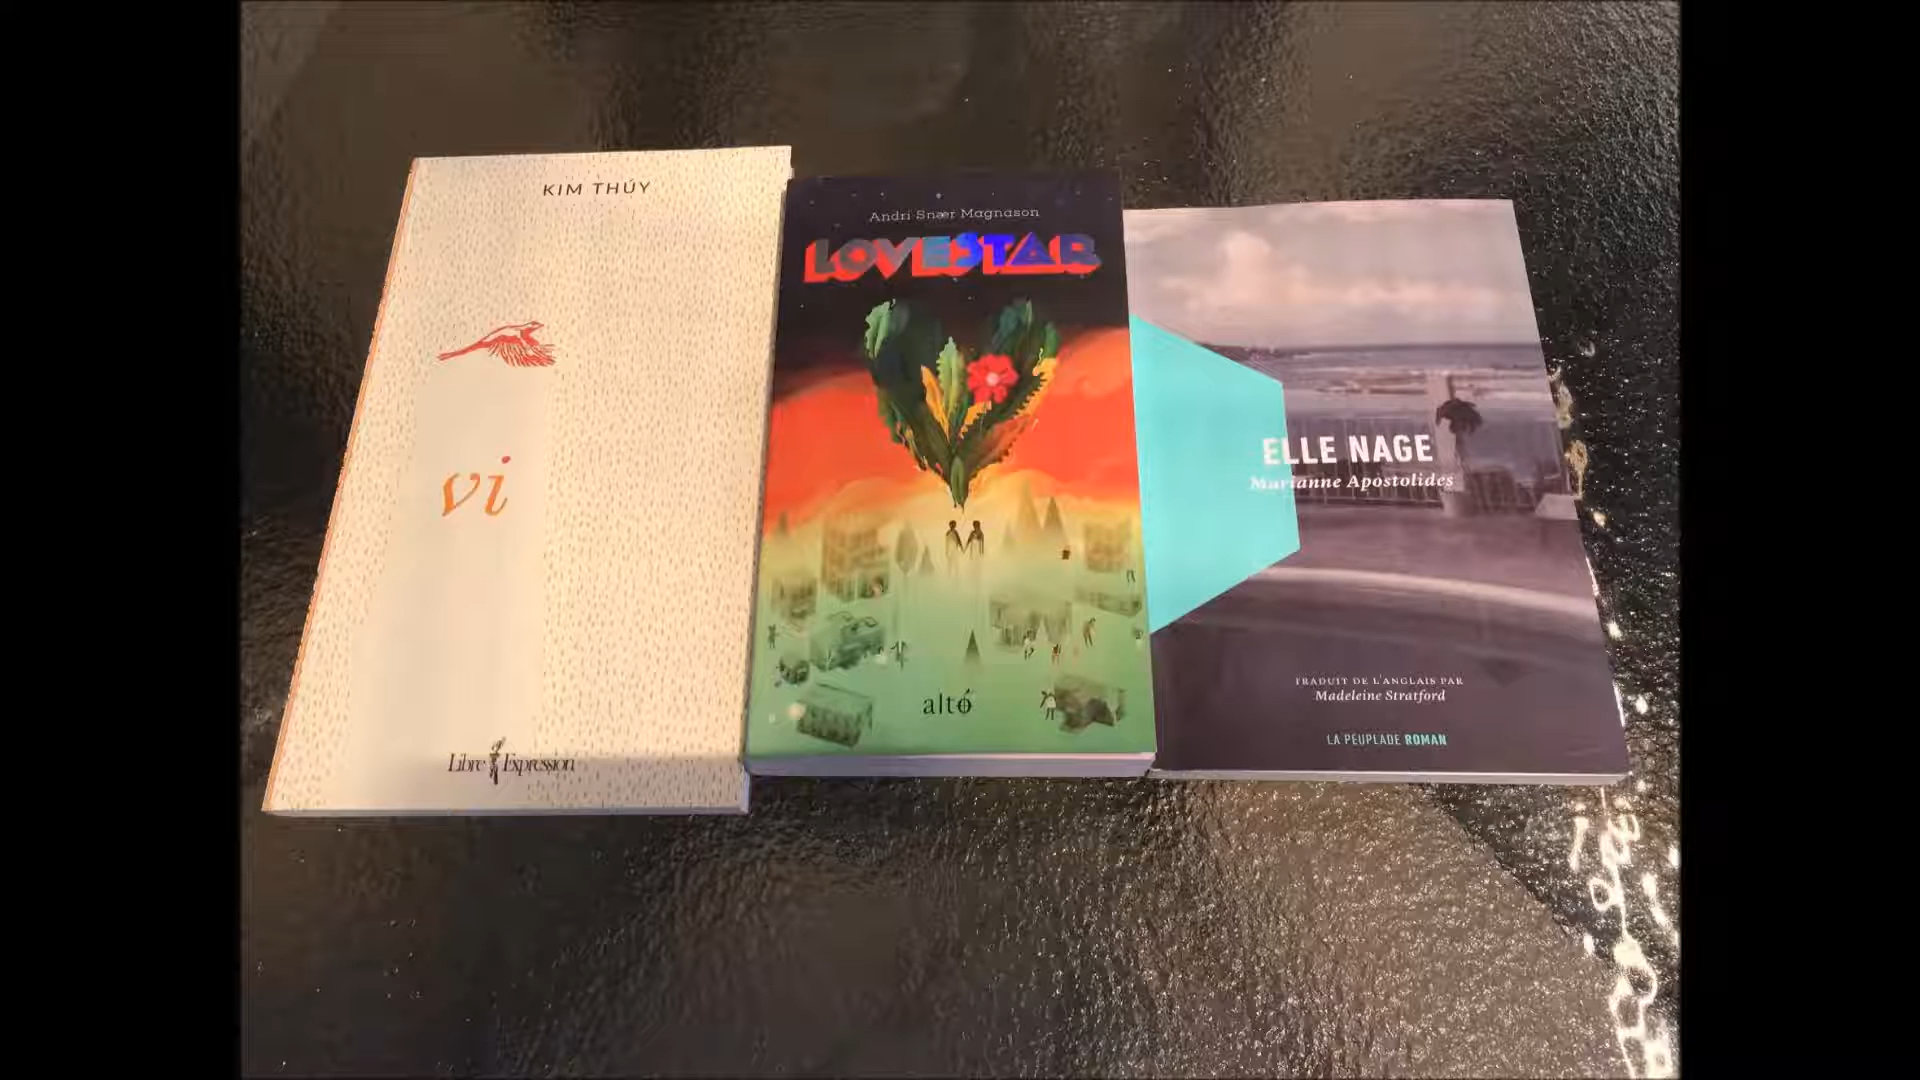 KIM THÚY
vi
Libre Expression
Andri Snær Magnason
LOVESTAR
alto
ELLE NAGE
Marianne Apostolides
TRADUIT DE L'ANGLAIS PAR
Madeleine Stratford
LA PEUPLADE ROMAN